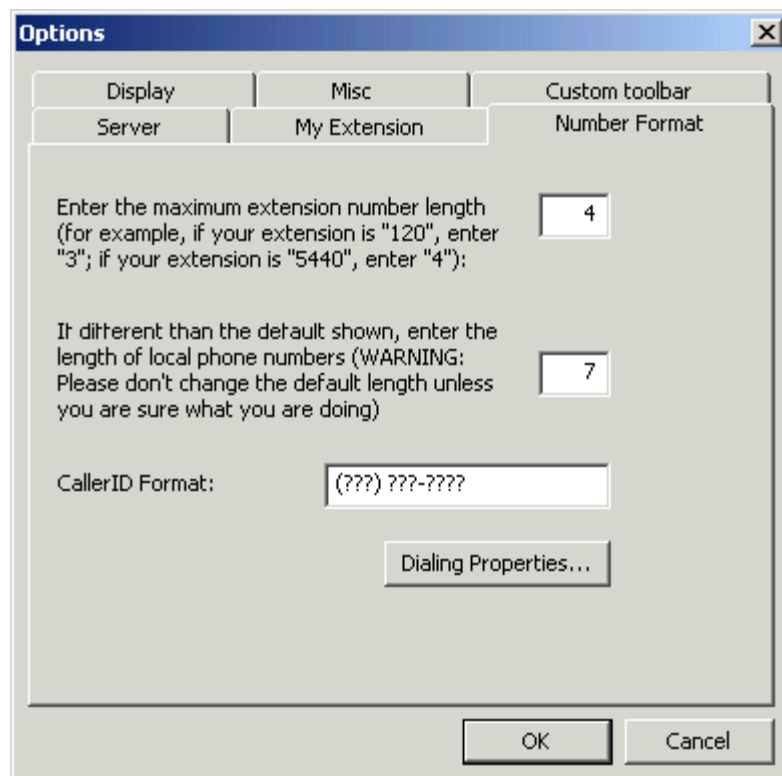 Options
Display
Misc
Custom toolbar
Server
My Extension
Number Format
Enter the maximum extension number length
(for example, if your extension is "120", enter
"3"; if your extension is "5440", enter "4"):
4
If different than the default shown, enter the
length of local phone numbers (WARNING:
Please don't change the default length unless
you are sure what you are doing)
7
CallerID Format:
(???) ???-????
Dialing Properties...
OK
Cancel